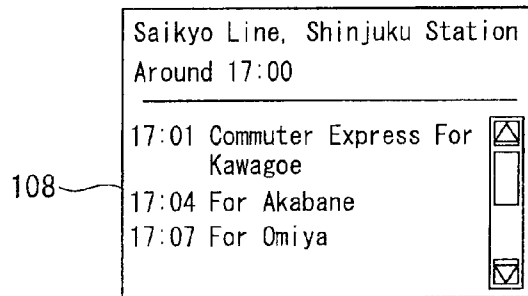 Saikyo Line, Shinjuku Station
Around 17:00
17:01 Commuter Express For
Kawagoe
108
17:04 For Akabane
17:07 For Omiya